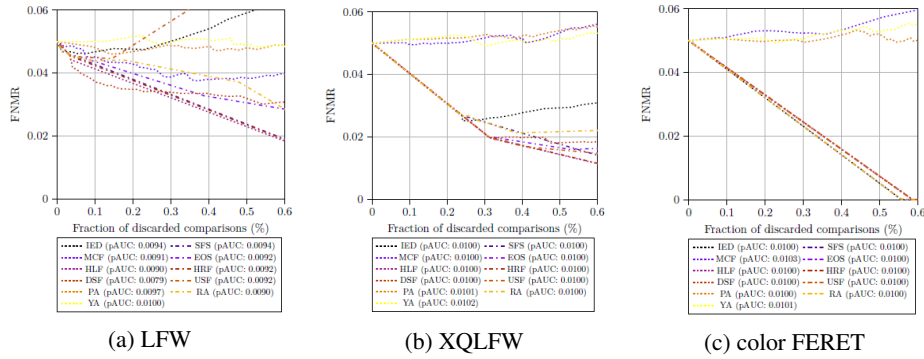 0.06
0.04
0.02
0
FNMR
0 0.1 0.2 0.3 0.4 0.5 0.6
Fraction of discarded comparisons (%)
IED (pAUC: 0.0094) SFS (pAUC: 0.0094)
MCF (pAUC: 0.0091) EOS (pAUC: 0.0092)
HLF (pAUC: 0.0090) HRF (pAUC: 0.0092)
DSF (pAUC: 0.0079) USF (pAUC: 0.0092)
PA (pAUC: 0.0097) RA (pAUC: 0.0090)
YA (pAUC: 0.0100)
(a) LFW
0.06
0.04
0.02
0
FNMR
0 0.1 0.2 0.3 0.4 0.5 0.6
Fraction of discarded comparisons (%)
IED (pAUC: 0.0100) SFS (pAUC: 0.0100)
MCF (pAUC: 0.0100) EOS (pAUC: 0.0100)
HLF (pAUC: 0.0100) HRF (pAUC: 0.0100)
DSF (pAUC: 0.0100) USF (pAUC: 0.0100)
PA (pAUC: 0.0101) RA (pAUC: 0.0100)
YA (pAUC: 0.0102)
(b) XQLFW
0.06
0.04
0.02
0
FNMR
0 0.1 0.2 0.3 0.4 0.5 0.6
Fraction of discarded comparisons (%)
IED (pAUC: 0.0100) SFS (pAUC: 0.0100)
MCF (pAUC: 0.0103) EOS (pAUC: 0.0100)
HLF (pAUC: 0.0100) HRF (pAUC: 0.0100)
DSF (pAUC: 0.0100) USF (pAUC: 0.0100)
PA (pAUC: 0.0100) RA (pAUC: 0.0100)
YA (pAUC: 0.0101)
(c) color FERET